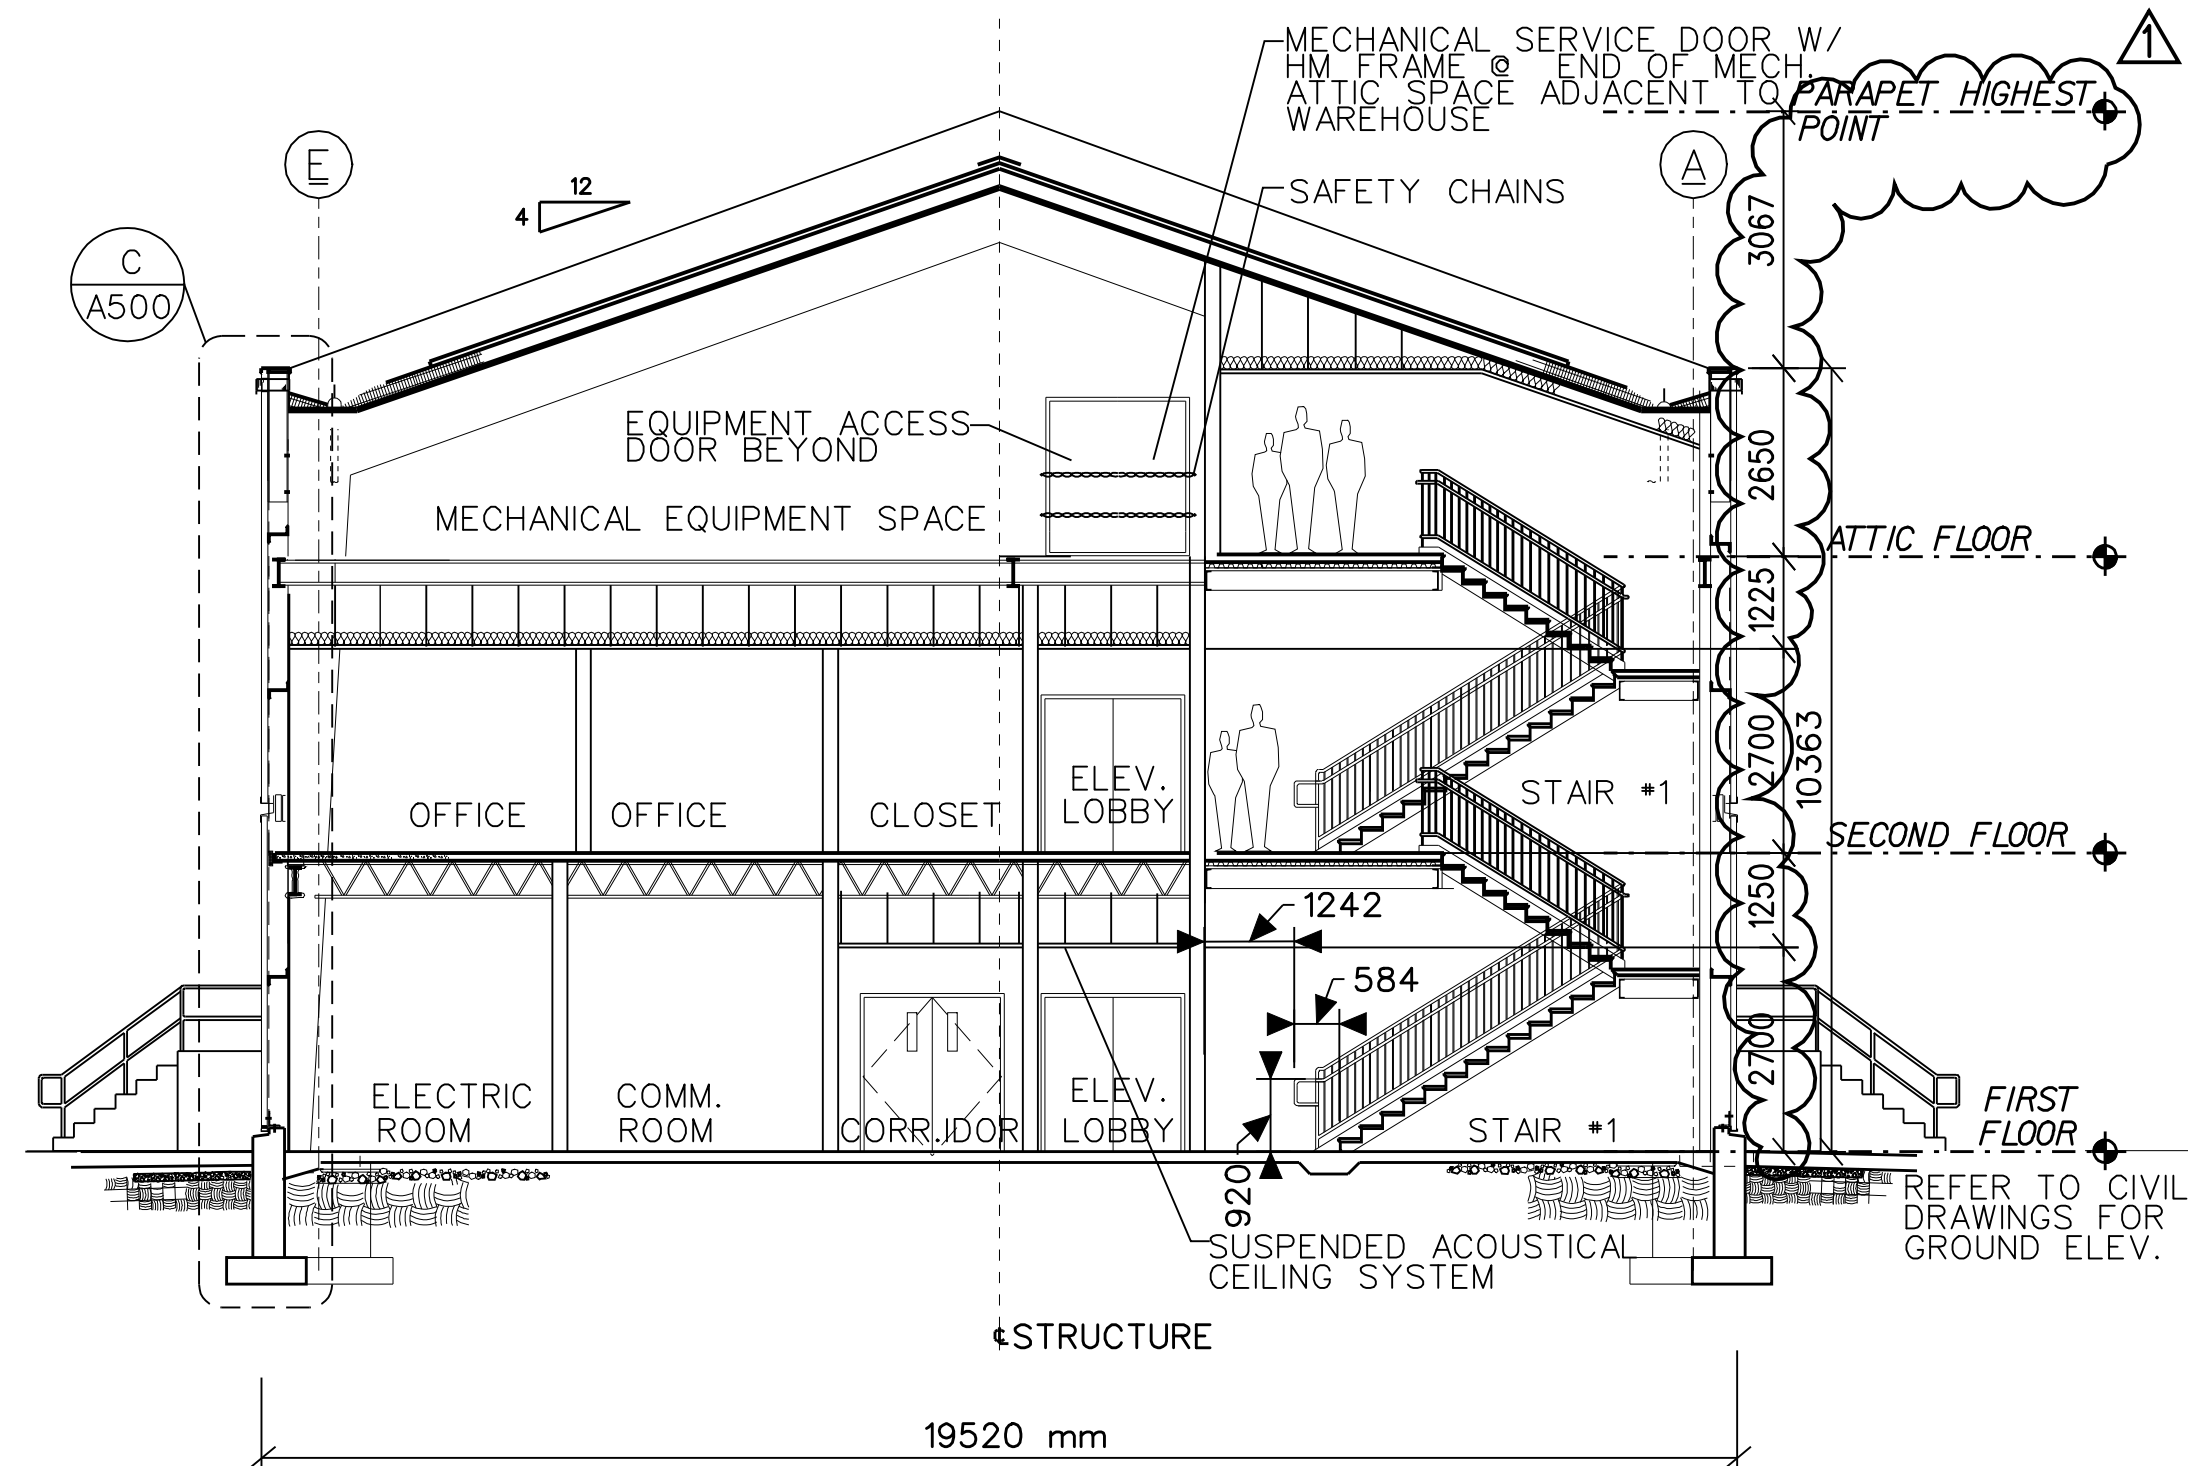 MECHANICAL SERVICE DOOR W/
HM FRAME @ END OF MECH.
ATTIC SPACE ADJACENT TO
WAREHOUSE
1
PARAPET HIGHEST
POINT
E
A
12
4
SAFETY CHAINS
3067
C
A500
EQUIPMENT ACCESS
DOOR BEYOND
2650
MECHANICAL EQUIPMENT SPACE
ATTIC FLOOR
1225
2700
10363
OFFICE
OFFICE
CLOSET
ELEV.
LOBBY
STAIR #1
SECOND FLOOR
1250
1242
584
2700
ELECTRIC
ROOM
COMM.
ROOM
CORR.IDOR
ELEV.
LOBBY
STAIR #1
FIRST
FLOOR
920
REFER TO CIVIL
DRAWINGS FOR
GROUND ELEV.
SUSPENDED ACOUSTICAL
CEILING SYSTEM
℄ STRUCTURE
19520 mm